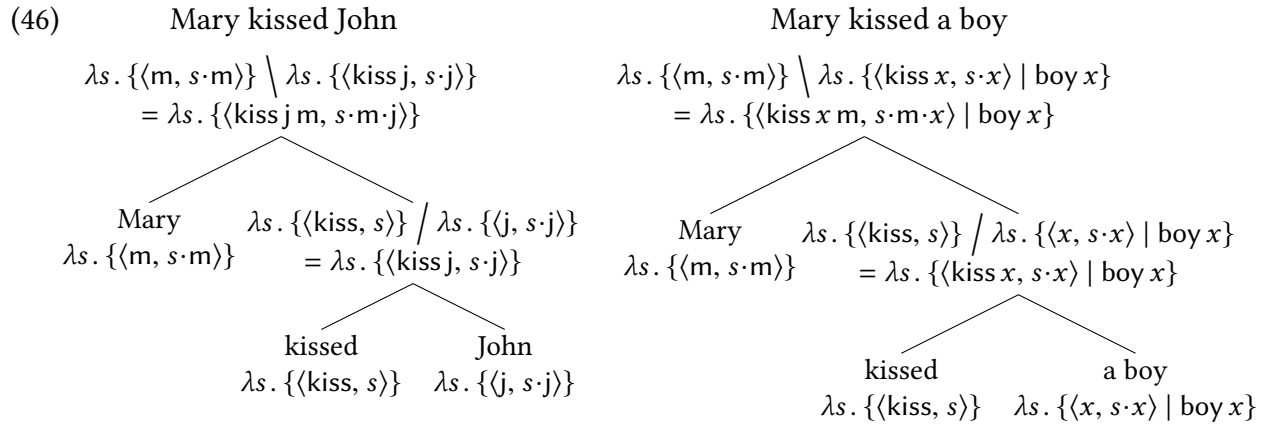 (46) Mary kissed John Mary kissed a boy
λs. {⟨m, s·m⟩} \ λs. {⟨kiss j, s·j⟩} λs. {⟨m, s·m⟩} \ λs. {⟨kiss x, s·x⟩ | boy x}
= λs. {⟨kiss j m, s·m·j⟩} = λs. {⟨kiss x m, s·m·x⟩ | boy x}
Mary λs. {⟨kiss, s⟩} / λs. {⟨j, s·j⟩} Mary λs. {⟨kiss, s⟩} / λs. {⟨x, s·x⟩ | boy x}
λs. {⟨m, s·m⟩} = λs. {⟨kiss j, s·j⟩} λs. {⟨m, s·m⟩} = λs. {⟨kiss x, s·x⟩ | boy x}
kissed John kissed a boy
λs. {⟨kiss, s⟩} λs. {⟨j, s·j⟩} λs. {⟨kiss, s⟩} λs. {⟨x, s·x⟩ | boy x}